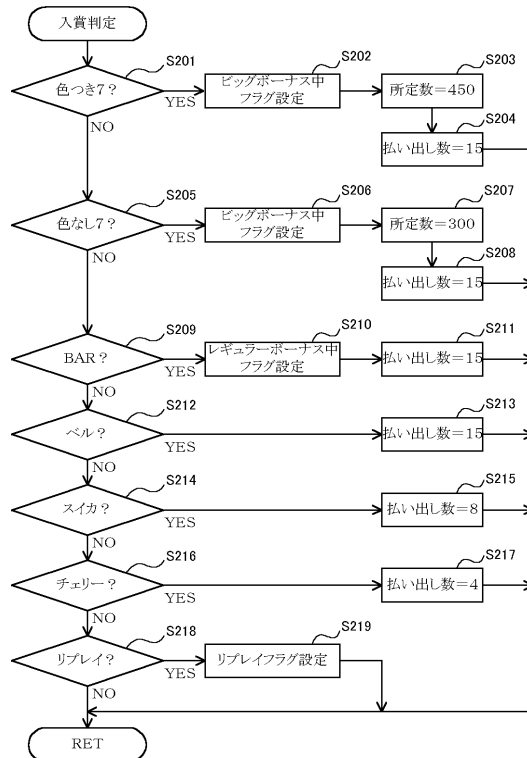 入賞判定
S201
色つき7？
YES
NO
S202
ビッグボーナス中
フラグ設定
S203
所定数＝450
S204
払い出し数＝15
S205
色なし7？
YES
NO
S206
ビッグボーナス中
フラグ設定
S207
所定数＝300
S208
払い出し数＝15
S209
BAR？
YES
NO
S210
レギュラーボーナス中
フラグ設定
S211
払い出し数＝15
S212
ベル？
YES
NO
S213
払い出し数＝15
S214
スイカ？
YES
NO
S215
払い出し数＝8
S216
チェリー？
YES
NO
S217
払い出し数＝4
S218
リプレイ？
YES
NO
S219
リプレイフラグ設定
RET